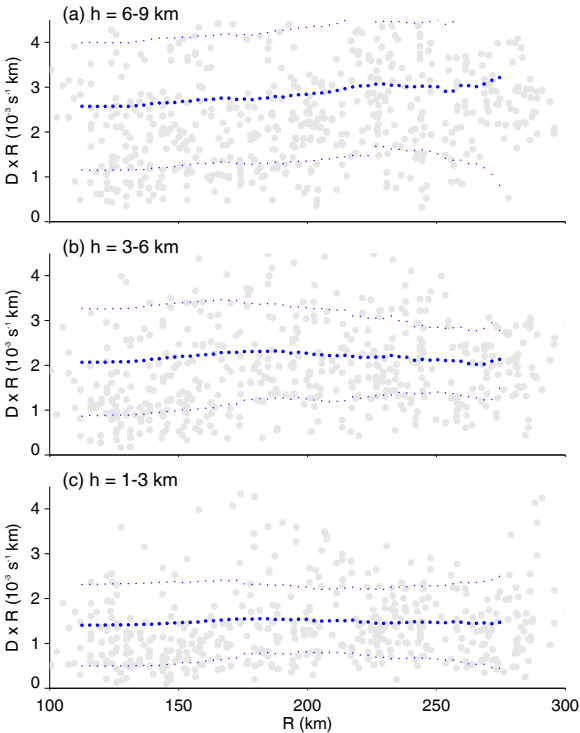 (a) h = 6-9 km
4
3
2
1
0
D x R (10⁻³ s⁻¹ km)
(b) h = 3-6 km
4
3
2
1
0
D x R (10⁻³ s⁻¹ km)
(c) h = 1-3 km
4
3
2
1
0
D x R (10⁻³ s⁻¹ km)
100 150 200 250 300
R (km)